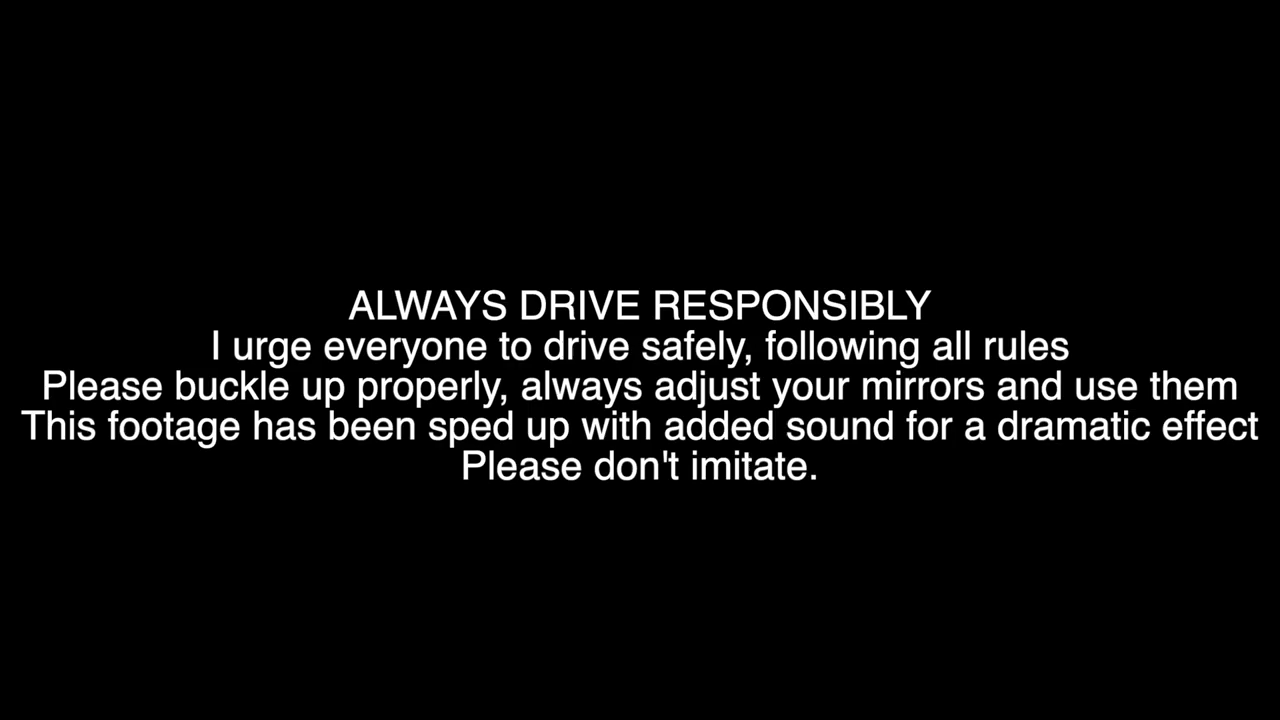 ALWAYS DRIVE RESPONSIBLY
I urge everyone to drive safely, following all rules
Please buckle up properly, always adjust your mirrors and use them
This footage has been sped up with added sound for a dramatic effect
Please don't imitate.